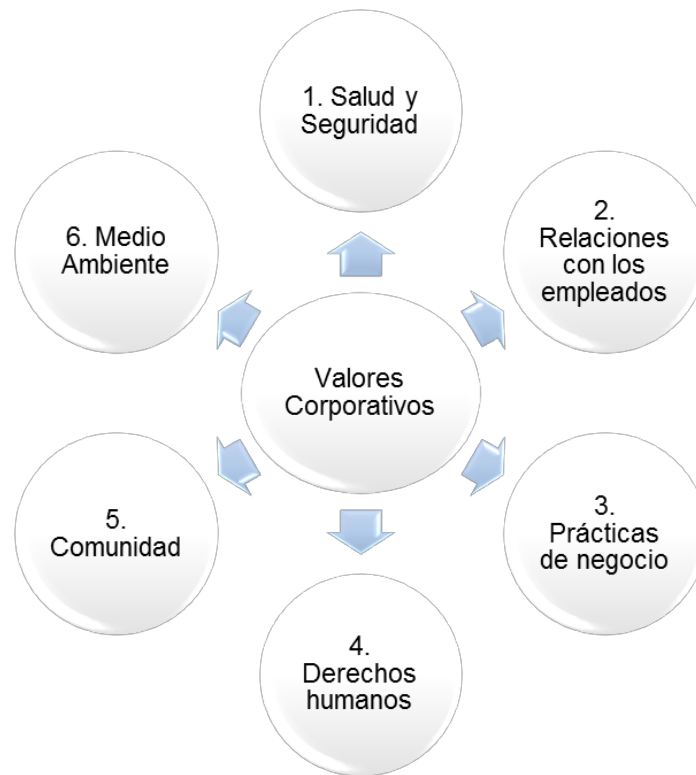 1. Salud y
Seguridad
2.
Relaciones
con los
empleados
3.
Prácticas
de negocio
4.
Derechos
humanos
5.
Comunidad
6. Medio
Ambiente
Valores
Corporativos